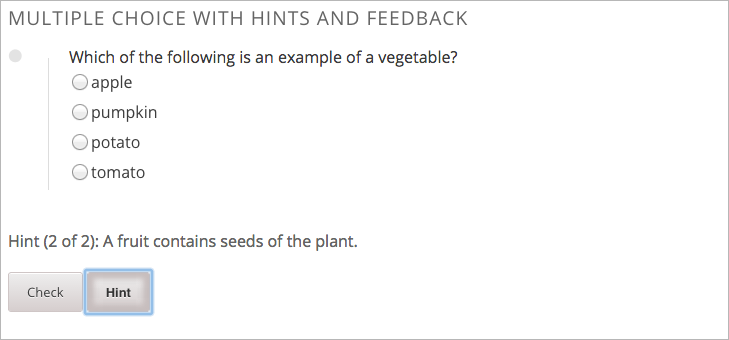 MULTIPLE CHOICE WITH HINTS AND FEEDBACK
Which of the following is an example of a vegetable?
apple
pumpkin
potato
tomato
Hint (2 of 2): A fruit contains seeds of the plant.
Check Hint